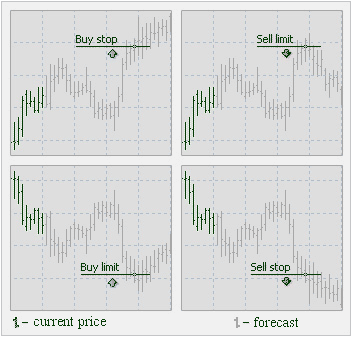 Buy stop
Sell limit
Buy limit
Sell stop
– current price
– forecast